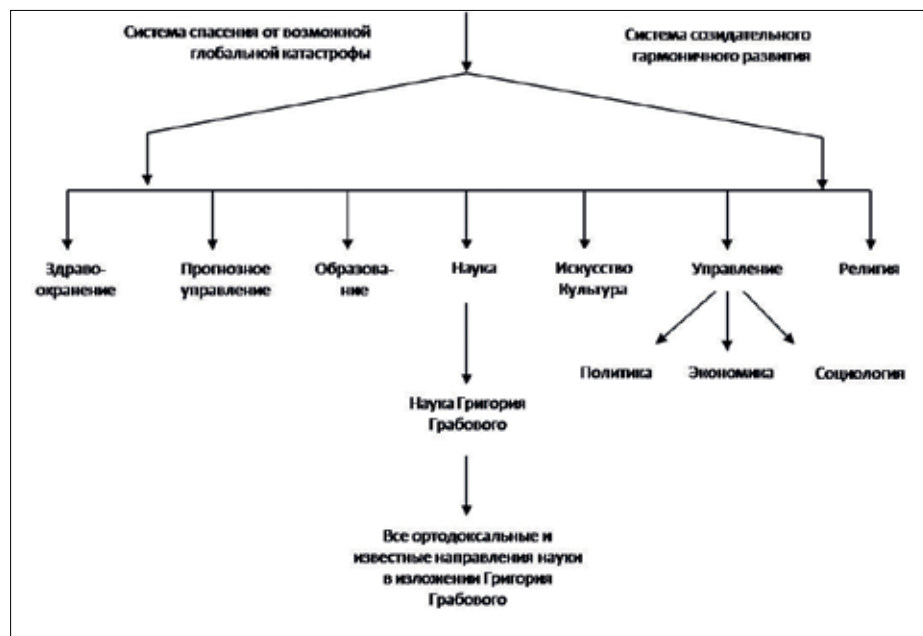 Система спасения от возможной
глобальной катастрофы
Система созидательного
гармоничного развития
Здраво-
охранение
Прогнозное
управление
Образова-
ние
Наука
Искусство
Культура
Управление
Религия
Политика
Экономика
Социология
Наука Григория
Грабового
Все ортодоксальные и
известные направления науки
в изложении Григория
Грабового